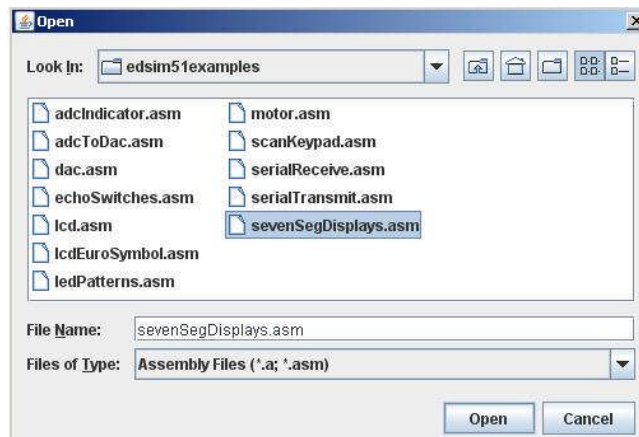 Open
Look In: edsim51examples
adcIndicator.asm
adcToDac.asm
dac.asm
echoSwitches.asm
lcd.asm
lcdEuroSymbol.asm
ledPatterns.asm
motor.asm
scanKeypad.asm
serialReceive.asm
serialTransmit.asm
sevenSegDisplays.asm
File Name: sevenSegDisplays.asm
Files of Type: Assembly Files (*.a; *.asm)
Open Cancel